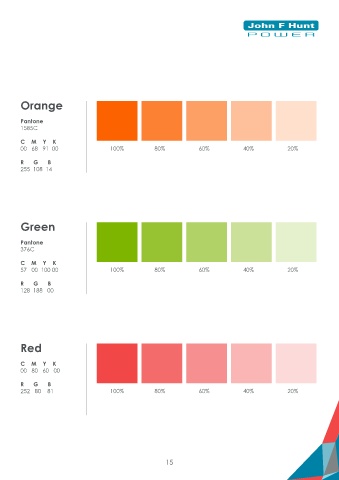 John F Hunt
POWER
Orange
Pantone
1585C
C M Y K
00 68 91 00
R G B
255 108 14
100% 80% 60% 40% 20%
Green
Pantone
376C
C M Y K
57 00 100 00
R G B
128 188 00
100% 80% 60% 40% 20%
Red
C M Y K
00 80 60 00
R G B
252 80 81
100% 80% 60% 40% 20%
15